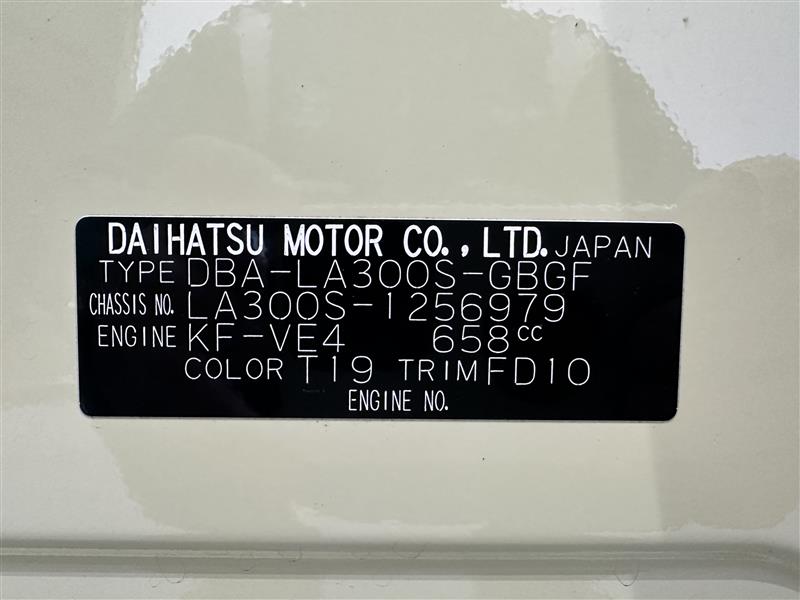 DAIHATSU MOTOR CO., LTD. JAPAN
TYPE DBA-LA300S-GBGF
CHASSIS NO. LA300S-1256979
ENGINE KF-VE4 658cc
COLOR T19 TRIM FD10
ENGINE NO.